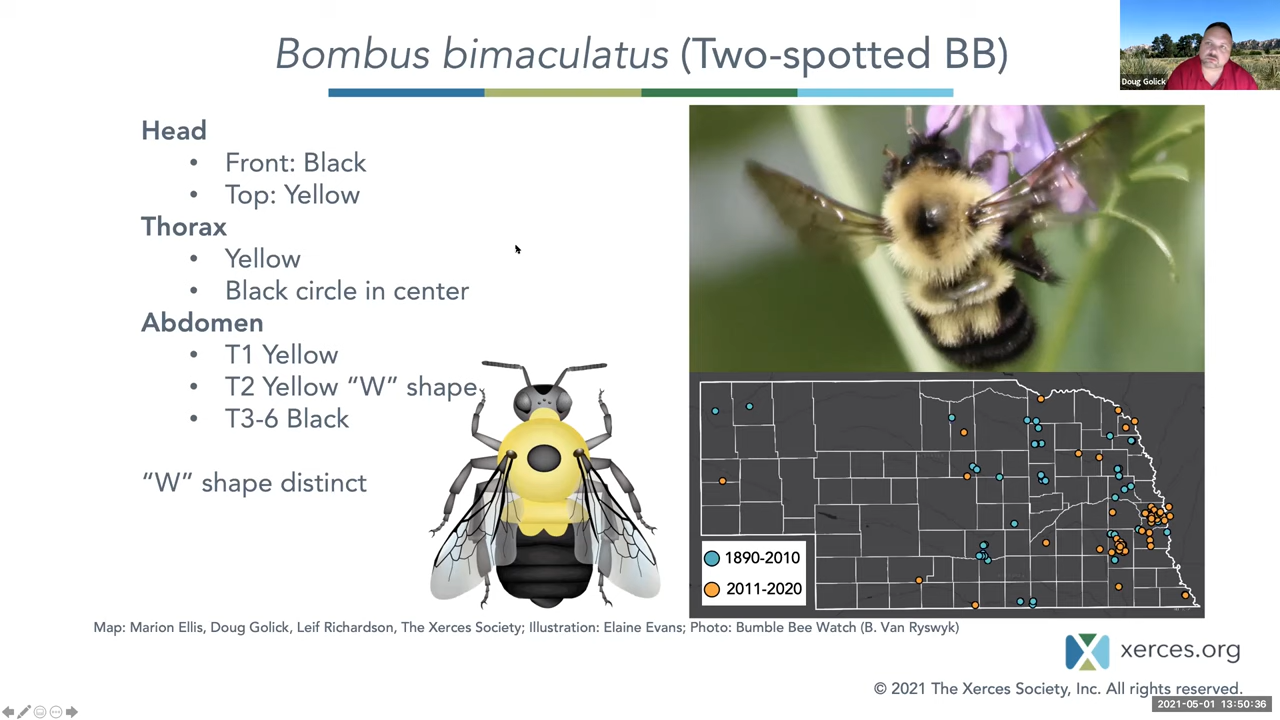 Bombus bimaculatus (Two-spotted BB)
Doug Golick
Head
• Front: Black
• Top: Yellow
Thorax
• Yellow
• Black circle in center
Abdomen
• T1 Yellow
• T2 Yellow “W” shape
• T3-6 Black
“W” shape distinct
1890-2010
2011-2020
Map: Marion Ellis, Doug Golick, Leif Richardson, The Xerces Society; Illustration: Elaine Evans; Photo: Bumble Bee Watch (B. Van Ryswyk)
xerces.org
© 2021 The Xerces Society, Inc. All rights reserved.
2021-05-01 13:50:36